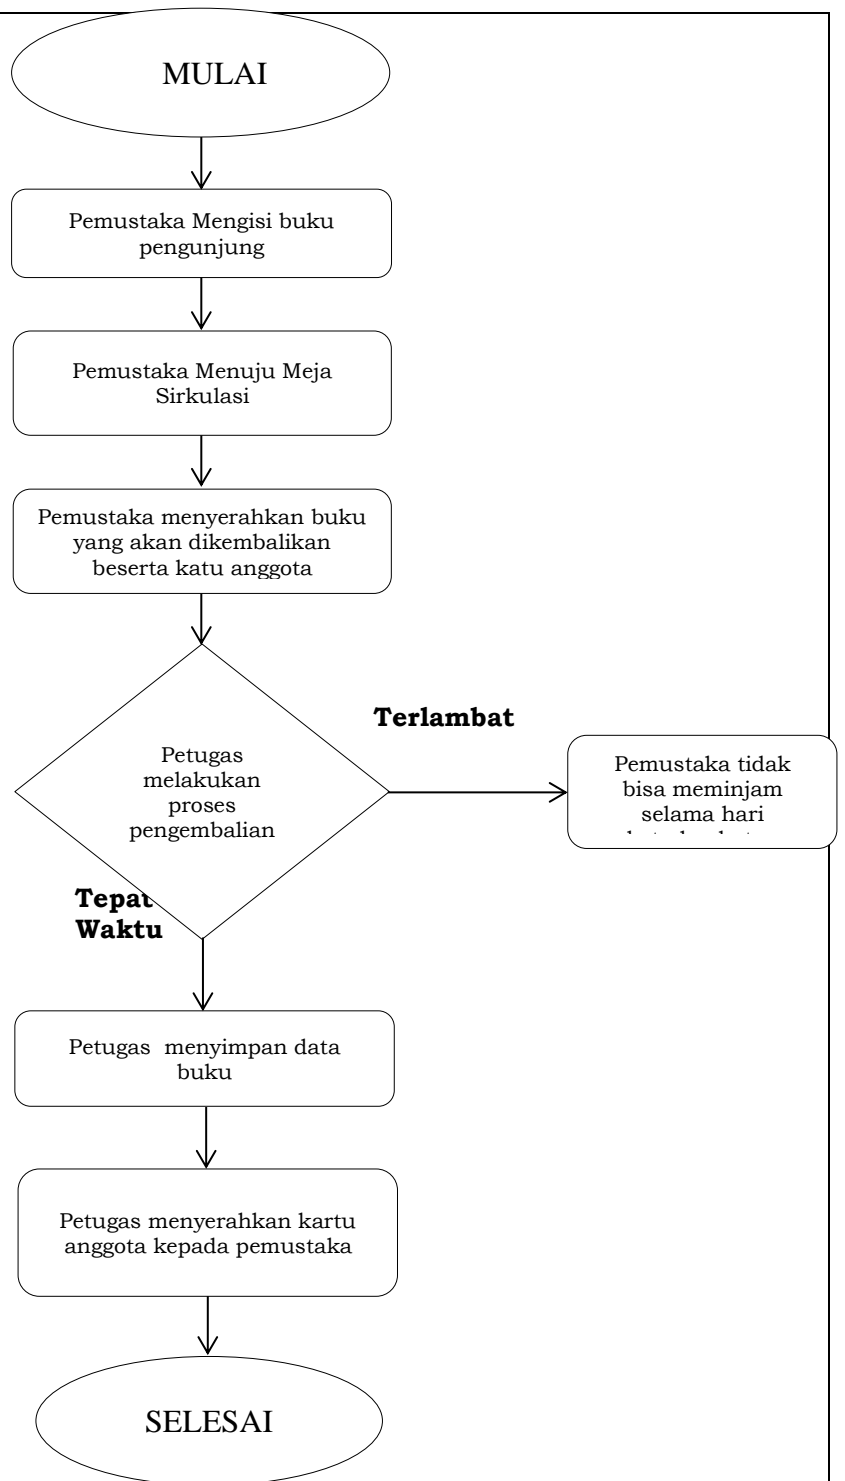 MULAI
Pemustaka Mengisi buku
pengunjung
Pemustaka Menuju Meja
Sirkulasi
Pemustaka menyerahkan buku
yang akan dikembalikan
beserta katu anggota
Terlambat
Petugas
melakukan
proses
pengembalian
Pemustaka tidak
bisa meminjam
selama hari
Tepat
Waktu
Petugas  menyimpan data
buku
Petugas menyerahkan kartu
anggota kepada pemustaka
SELESAI